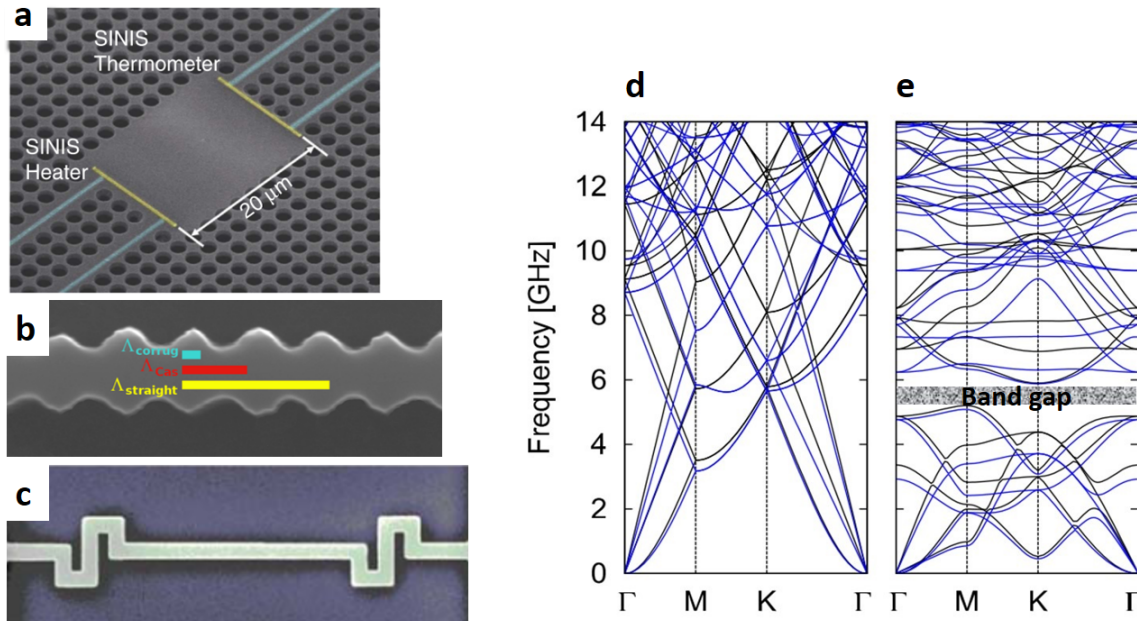 a
SINIS
Thermometer
SINIS
Heater
20 μm
b
Λcorrug
ΛCas
Λstraight
c
d
e
Frequency [GHz]
14
12
10
8
6
4
2
0
Band gap
Γ M K Γ
Γ M K Γ